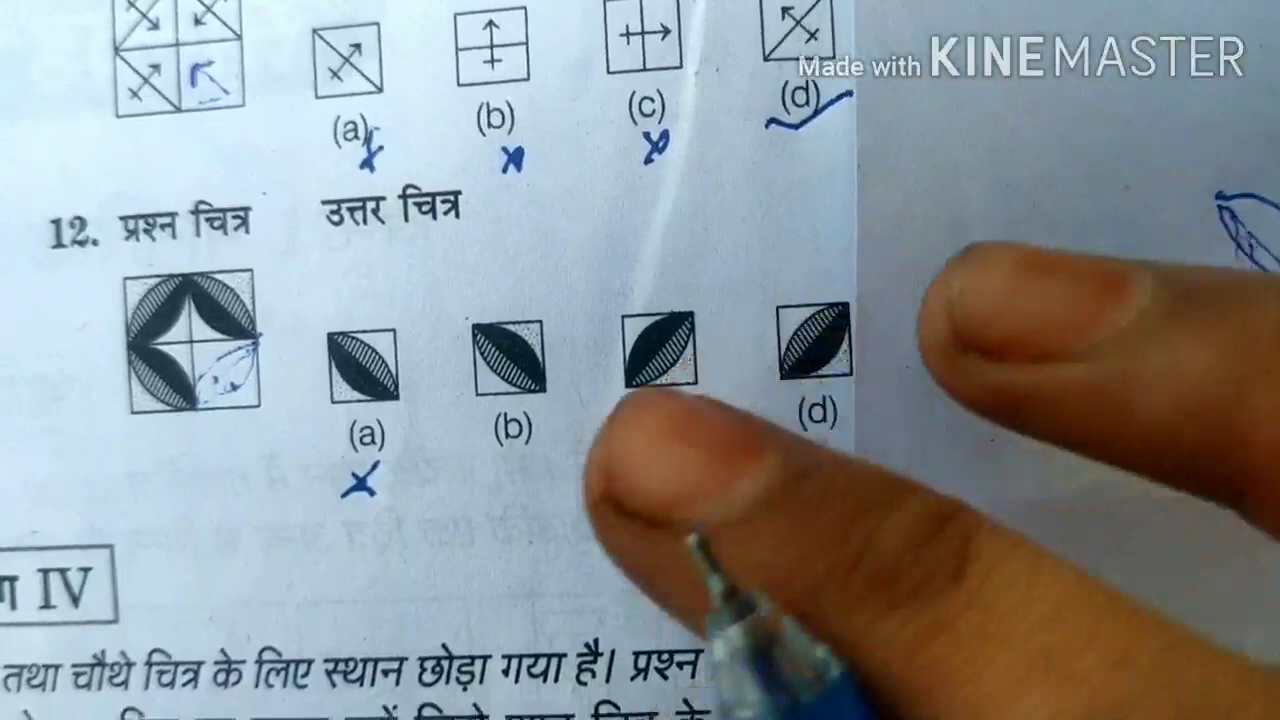 Made with KINEMASTER
(a) (b) (c) (d)
12. प्रश्न चित्र उत्तर चित्र
(a) (b) (d)
IV
तथा चौथे चित्र के लिए स्थान छोड़ा गया है। प्रश्न